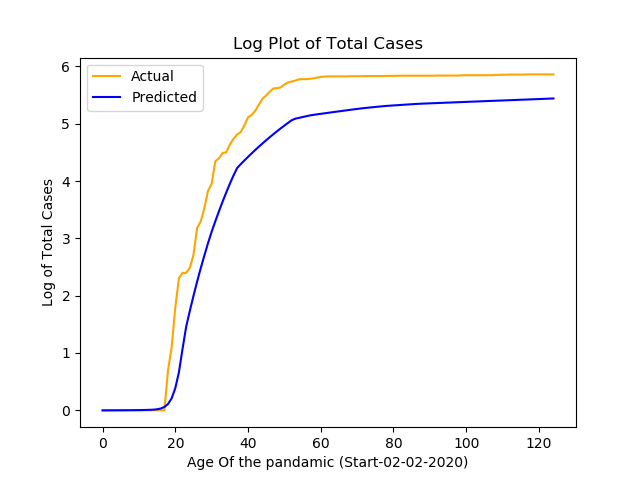 Log Plot of Total Cases
Actual
Predicted
Log of Total Cases
6
5
4
3
2
1
0
0 20 40 60 80 100 120
Age Of the pandamic (Start-02-02-2020)